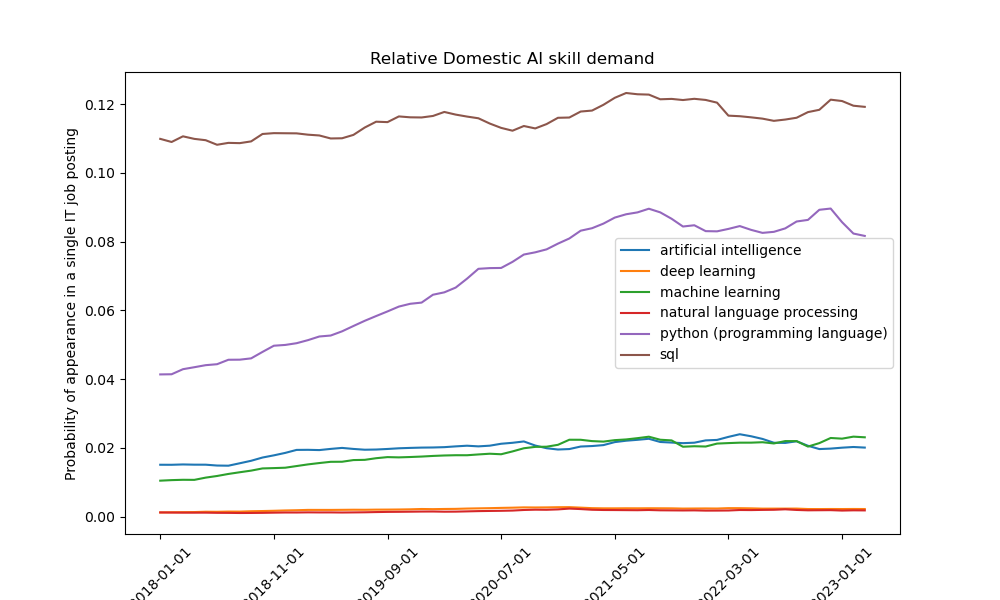 Relative Domestic AI skill demand
Probability of appearance in a single IT job posting
0.12
0.10
0.08
0.06
0.04
0.02
0.00
artificial intelligence
deep learning
machine learning
natural language processing
python (programming language)
sql
2018-01-01
2018-11-01
2019-09-01
2020-07-01
2021-05-01
2022-03-01
2023-01-01